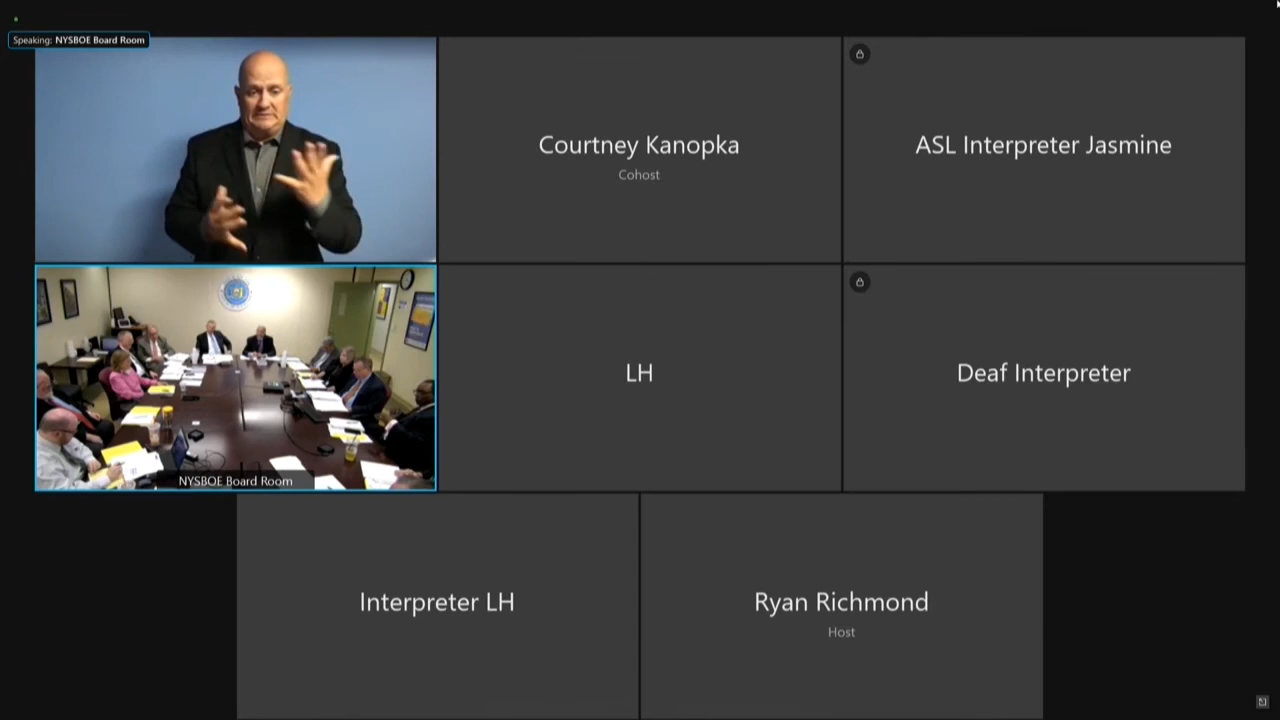 Speaking: NYSBOE Board Room
Courtney Kanopka
Cohost
ASL Interpreter Jasmine
NYSBOE Board Room
LH
Deaf Interpreter
Interpreter LH
Ryan Richmond
Host